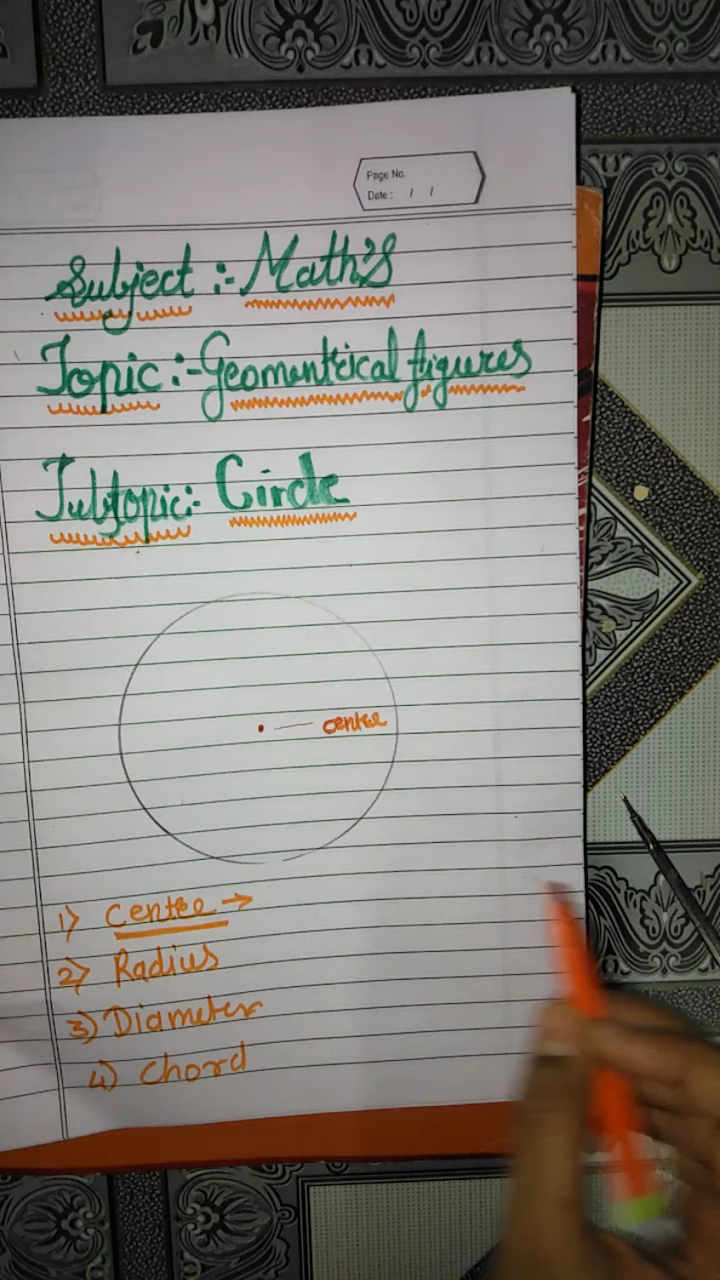 Page No.
Date : / /
Subject :- Math's
Topic :- Geomentrical figures
Subtopic:- Circle
centre
1) Centre →
2) Radius
3) Diameter
4) Chord